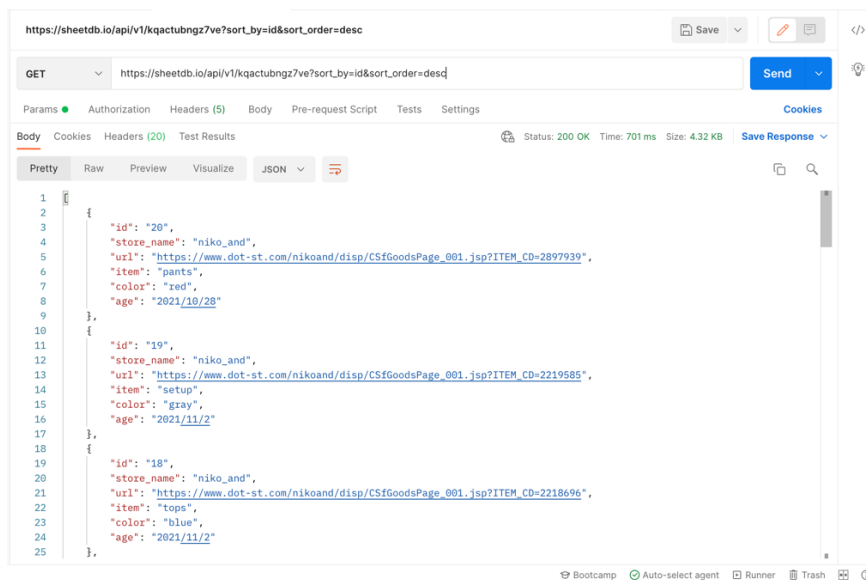 https://sheetdb.io/api/v1/kqactubngz7ve?sort_by=id&sort_order=desc
Save
GET https://sheetdb.io/api/v1/kqactubngz7ve?sort_by=id&sort_order=desc Send
Params Authorization Headers (5) Body Pre-request Script Tests Settings Cookies
Body Cookies Headers (20) Test Results Status: 200 OK Time: 701 ms Size: 4.32 KB Save Response
Pretty Raw Preview Visualize JSON
1 [
2 {
3 "id": "20",
4 "store_name": "niko_and",
5 "url": "https://www.dot-st.com/nikoand/disp/CSfGoodsPage_001.jsp?ITEM_CD=2897939",
6 "item": "pants",
7 "color": "red",
8 "age": "2021/10/28"
9 },
10 {
11 "id": "19",
12 "store_name": "niko_and",
13 "url": "https://www.dot-st.com/nikoand/disp/CSfGoodsPage_001.jsp?ITEM_CD=2219585",
14 "item": "setup",
15 "color": "gray",
16 "age": "2021/11/2"
17 },
18 {
19 "id": "18",
20 "store_name": "niko_and",
21 "url": "https://www.dot-st.com/nikoand/disp/CSfGoodsPage_001.jsp?ITEM_CD=2218696",
22 "item": "tops",
23 "color": "blue",
24 "age": "2021/11/2"
25 },
Bootcamp Auto-select agent Runner Trash